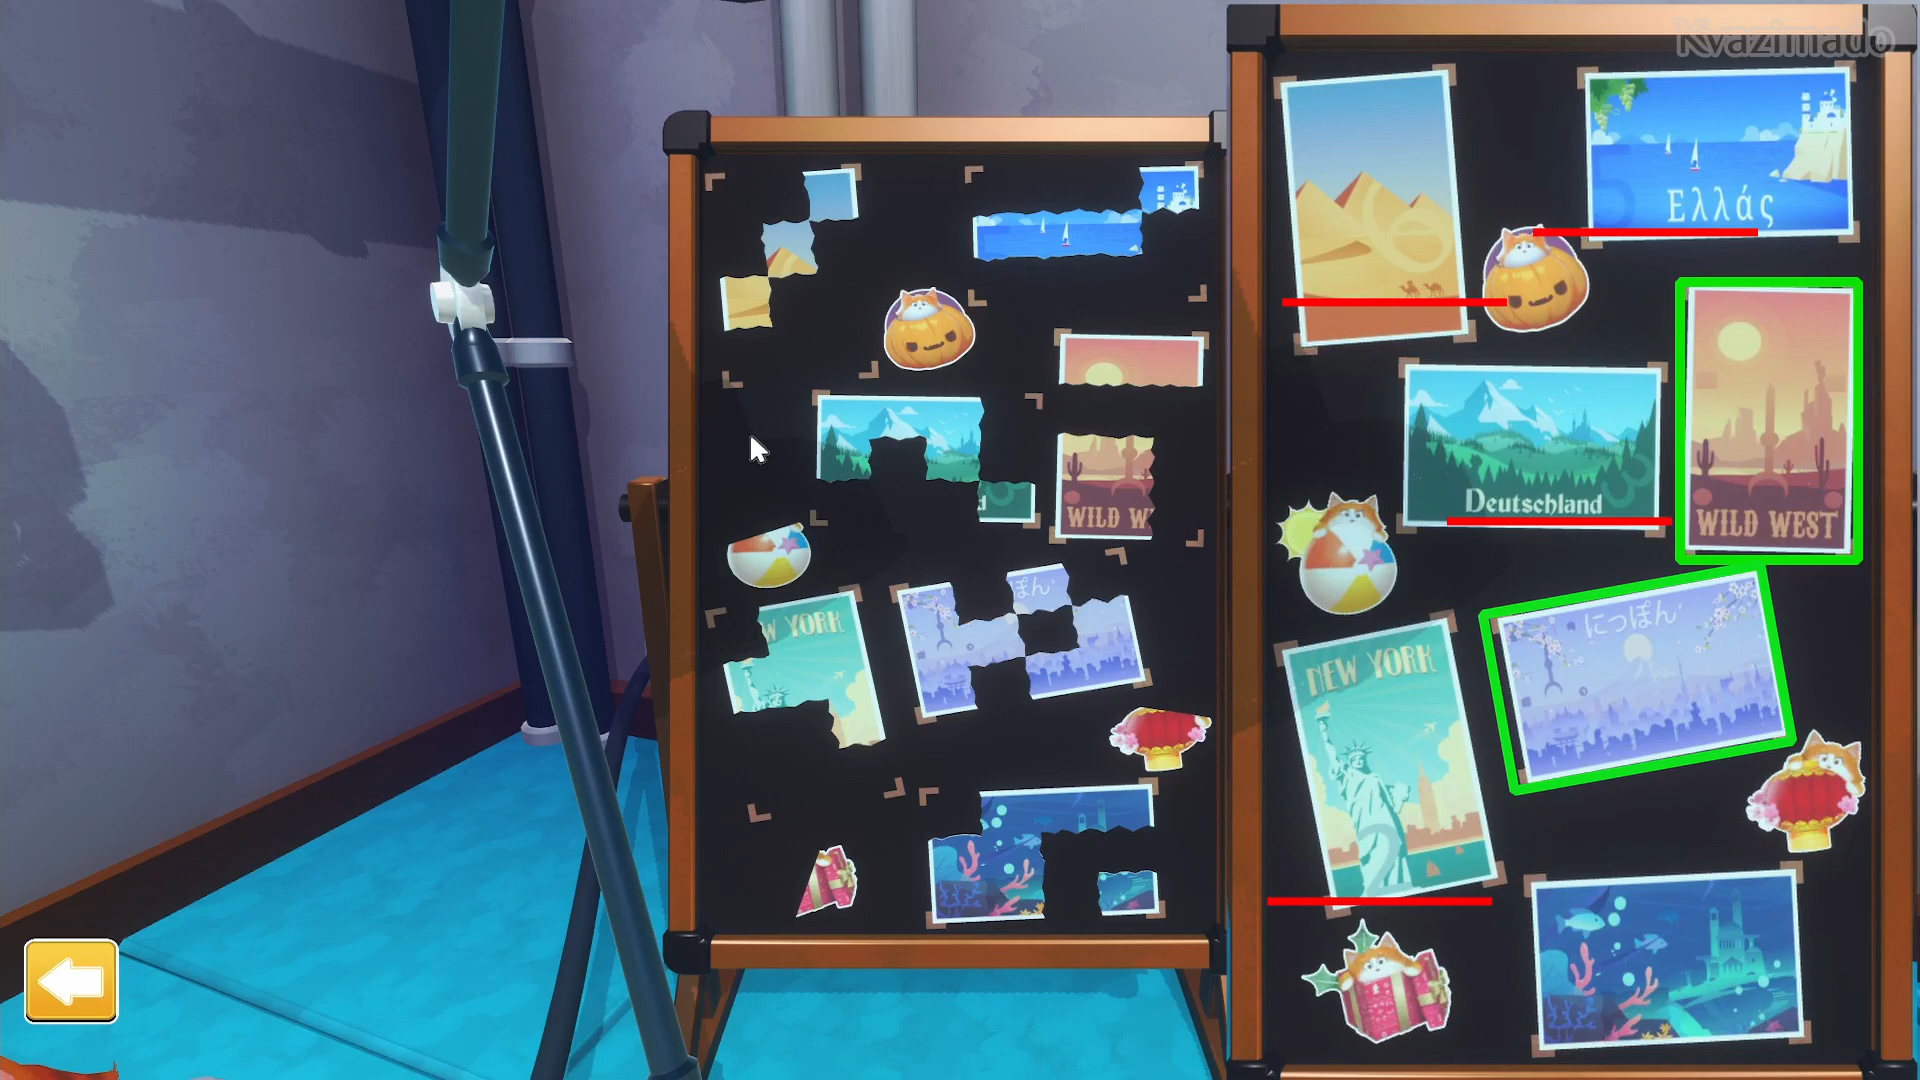 Kvazimado
Ελλάς
Deutschland
WILD WEST
にっぽん
NEW YORK
d
WILD W
ぽん
W YORK